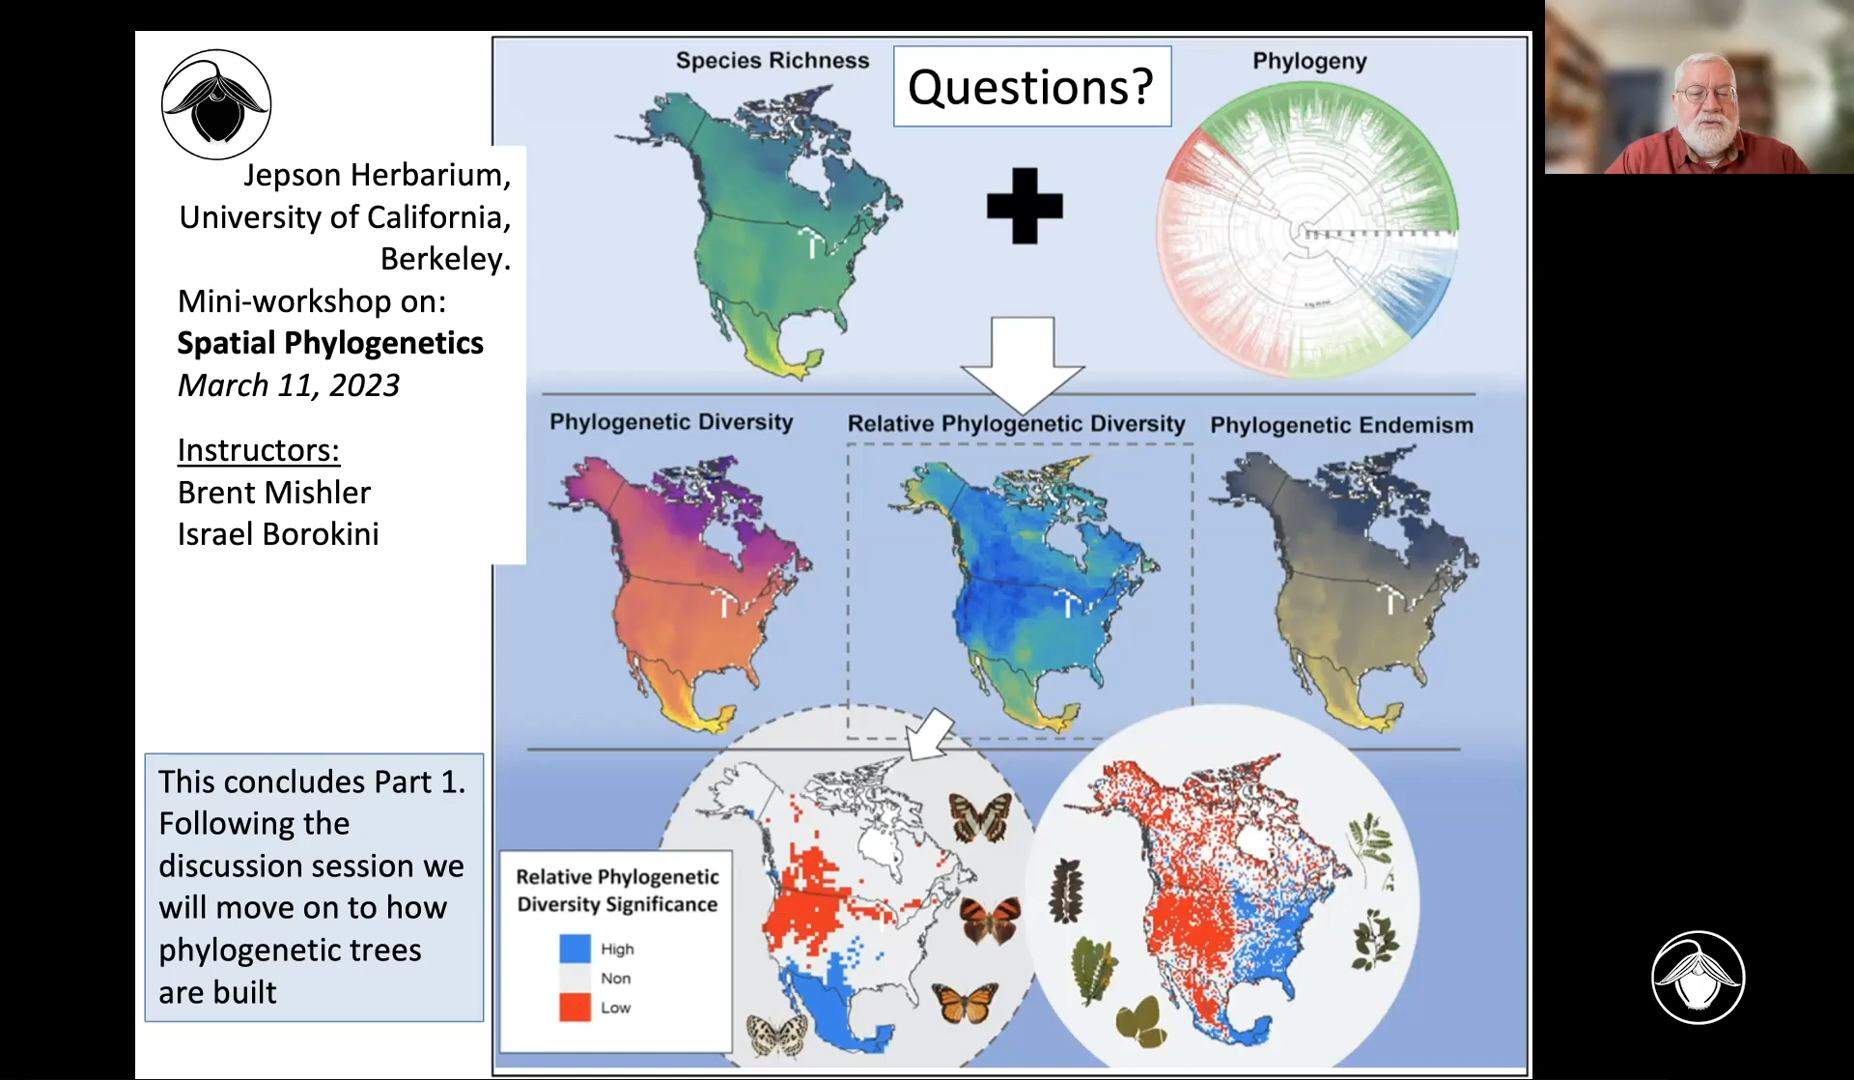 Jepson Herbarium,
University of California,
Berkeley.
Mini-workshop on:
Spatial Phylogenetics
March 11, 2023
Instructors:
Brent Mishler
Israel Borokini
This concludes Part 1.
Following the
discussion session we
will move on to how
phylogenetic trees
are built
Species Richness
Questions?
Phylogeny
Phylogenetic Diversity
Relative Phylogenetic Diversity
Phylogenetic Endemism
Relative Phylogenetic
Diversity Significance
High
Non
Low